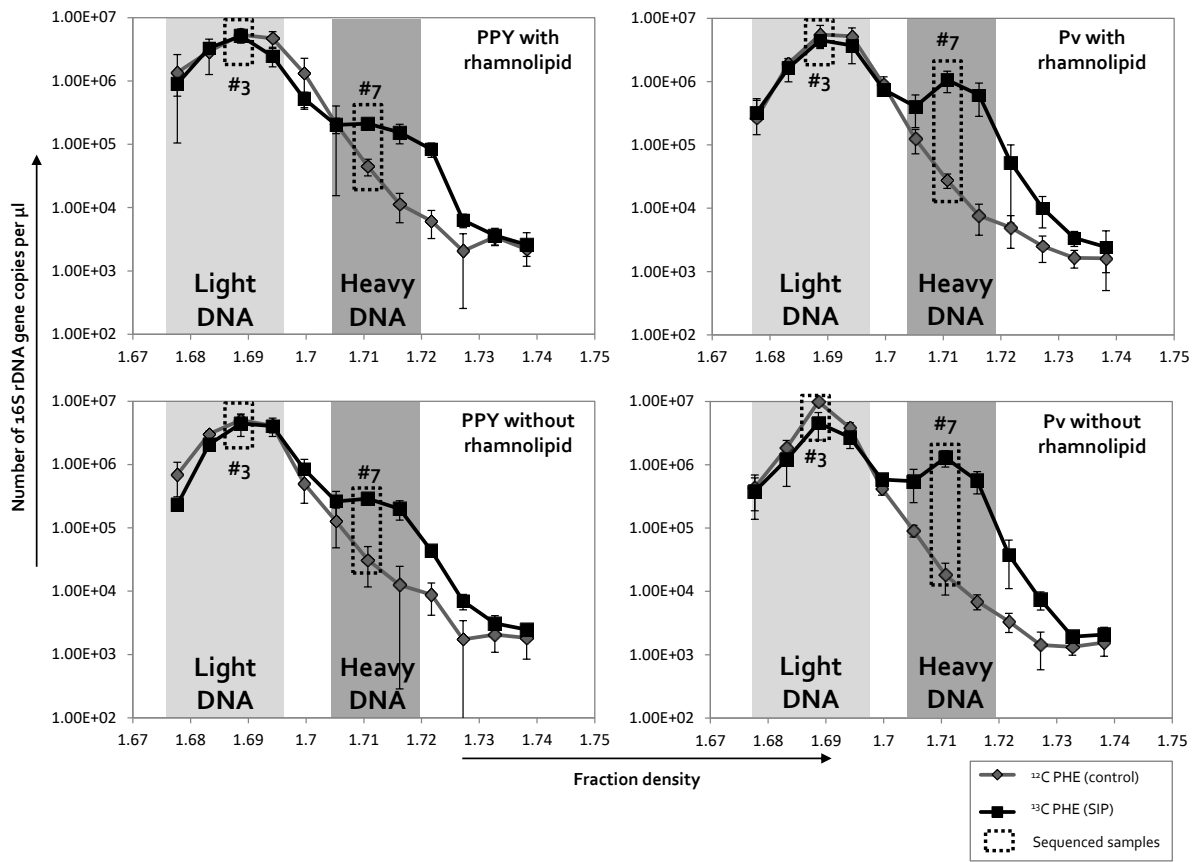 Number of 16S rDNA gene copies per µl
1.00E+07
1.00E+06
1.00E+05
1.00E+04
1.00E+03
1.00E+02
PPY with
rhamnolipid
#3
#7
Light
DNA
Heavy
DNA
1.67 1.68 1.69 1.7 1.71 1.72 1.73 1.74 1.75
1.00E+07
1.00E+06
1.00E+05
1.00E+04
1.00E+03
1.00E+02
Pv with
rhamnolipid
#7
#3
Light
DNA
Heavy
DNA
1.67 1.68 1.69 1.7 1.71 1.72 1.73 1.74 1.75
1.00E+07
1.00E+06
1.00E+05
1.00E+04
1.00E+03
1.00E+02
PPY without
rhamnolipid
#3
#7
Light
DNA
Heavy
DNA
1.67 1.68 1.69 1.7 1.71 1.72 1.73 1.74 1.75
1.00E+07
1.00E+06
1.00E+05
1.00E+04
1.00E+03
1.00E+02
Pv without
rhamnolipid
#7
#3
Light
DNA
Heavy
DNA
1.67 1.68 1.69 1.7 1.71 1.72 1.73 1.74 1.75
Fraction density
¹²C PHE (control)
¹³C PHE (SIP)
Sequenced samples